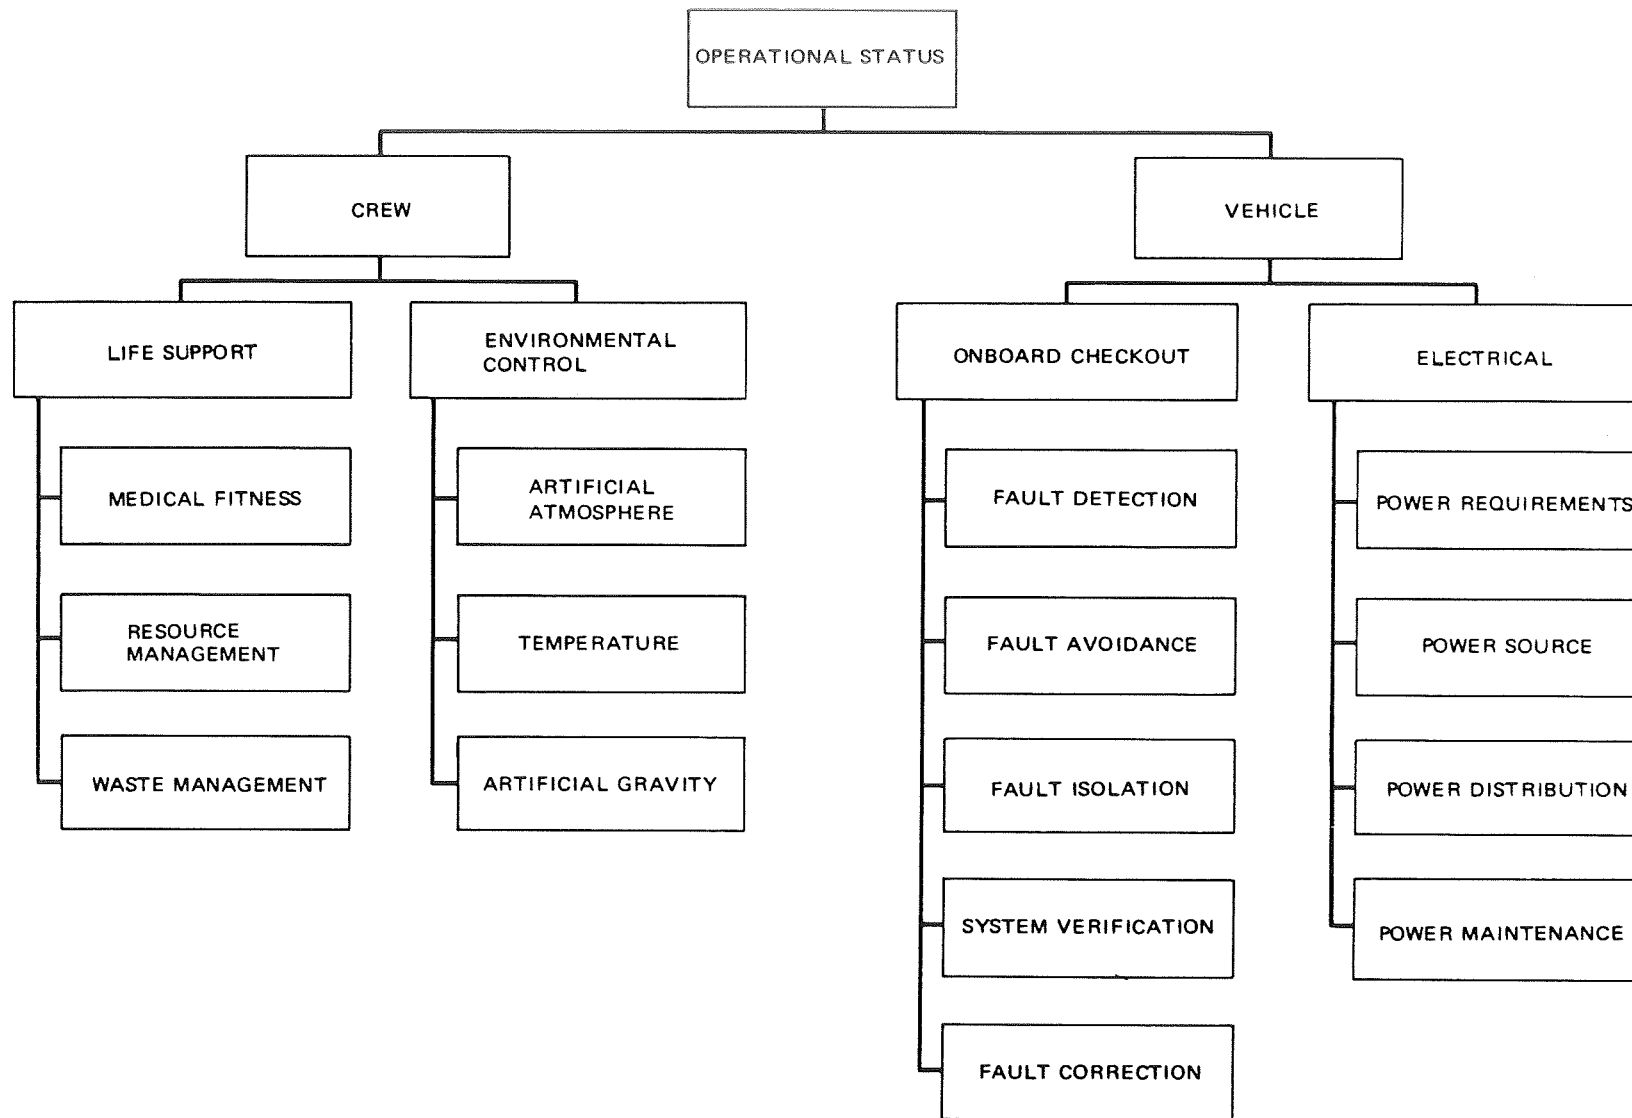 OPERATIONAL STATUS
CREW
VEHICLE
LIFE SUPPORT
ENVIRONMENTAL
CONTROL
ONBOARD CHECKOUT
ELECTRICAL
MEDICAL FITNESS
ARTIFICIAL
ATMOSPHERE
FAULT DETECTION
POWER REQUIREMENTS
RESOURCE
MANAGEMENT
TEMPERATURE
FAULT AVOIDANCE
POWER SOURCE
WASTE MANAGEMENT
ARTIFICIAL GRAVITY
FAULT ISOLATION
POWER DISTRIBUTION
SYSTEM VERIFICATION
POWER MAINTENANCE
FAULT CORRECTION